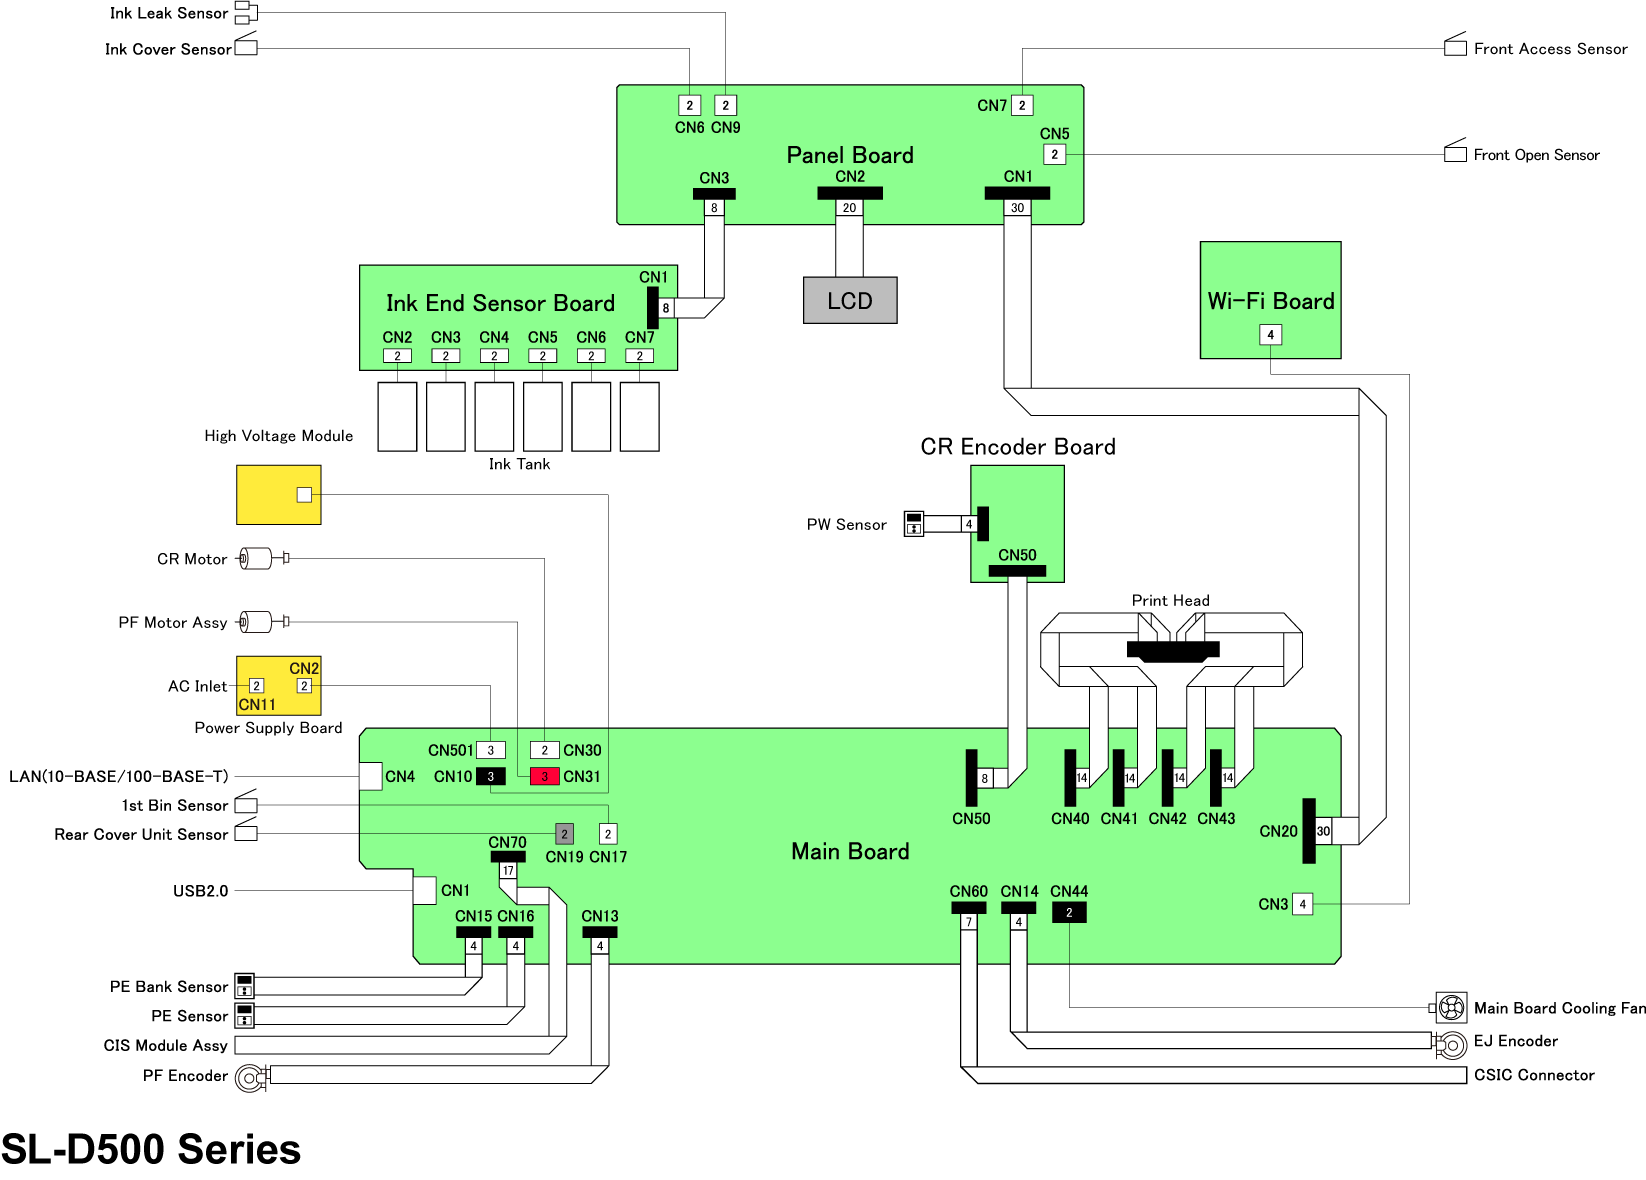 Ink Leak Sensor
Ink Cover Sensor
Front Access Sensor
2 2 CN7 2
CN6 CN9
CN5
Panel Board 2 Front Open Sensor
CN3 CN2 CN1
8 20 30
CN1
Ink End Sensor Board 8 LCD Wi-Fi Board
CN2 CN3 CN4 CN5 CN6 CN7 4
2 2 2 2 2 2
High Voltage Module
Ink Tank
CR Encoder Board
PW Sensor 4
CR Motor
CN50
Print Head
PF Motor Assy
CN2
AC Inlet 2 2
CN11
Power Supply Board
CN501 3 2 CN30
LAN(10-BASE/100-BASE-T) CN4 CN10 3 3 CN31 8 14 14 14 14
1st Bin Sensor
CN50 CN40 CN41 CN42 CN43
Rear Cover Unit Sensor 2 2 CN20 30
CN70
CN19 CN17 Main Board
17
USB2.0 CN1 CN60 CN14 CN44
CN3 4
CN15 CN16 CN13 7 4 2
4 4 4
PE Bank Sensor
Main Board Cooling Fan
PE Sensor
EJ Encoder
CIS Module Assy
PF Encoder CSIC Connector
SL-D500 Series